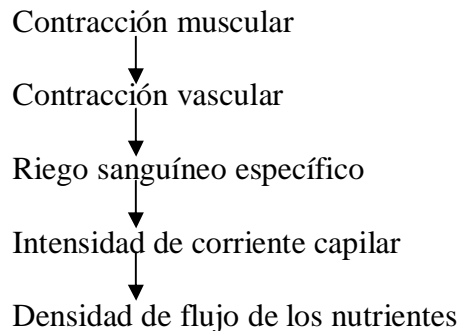 Contracción muscular
Contracción vascular
Riego sanguíneo específico
Intensidad de corriente capilar
Densidad de flujo de los nutrientes